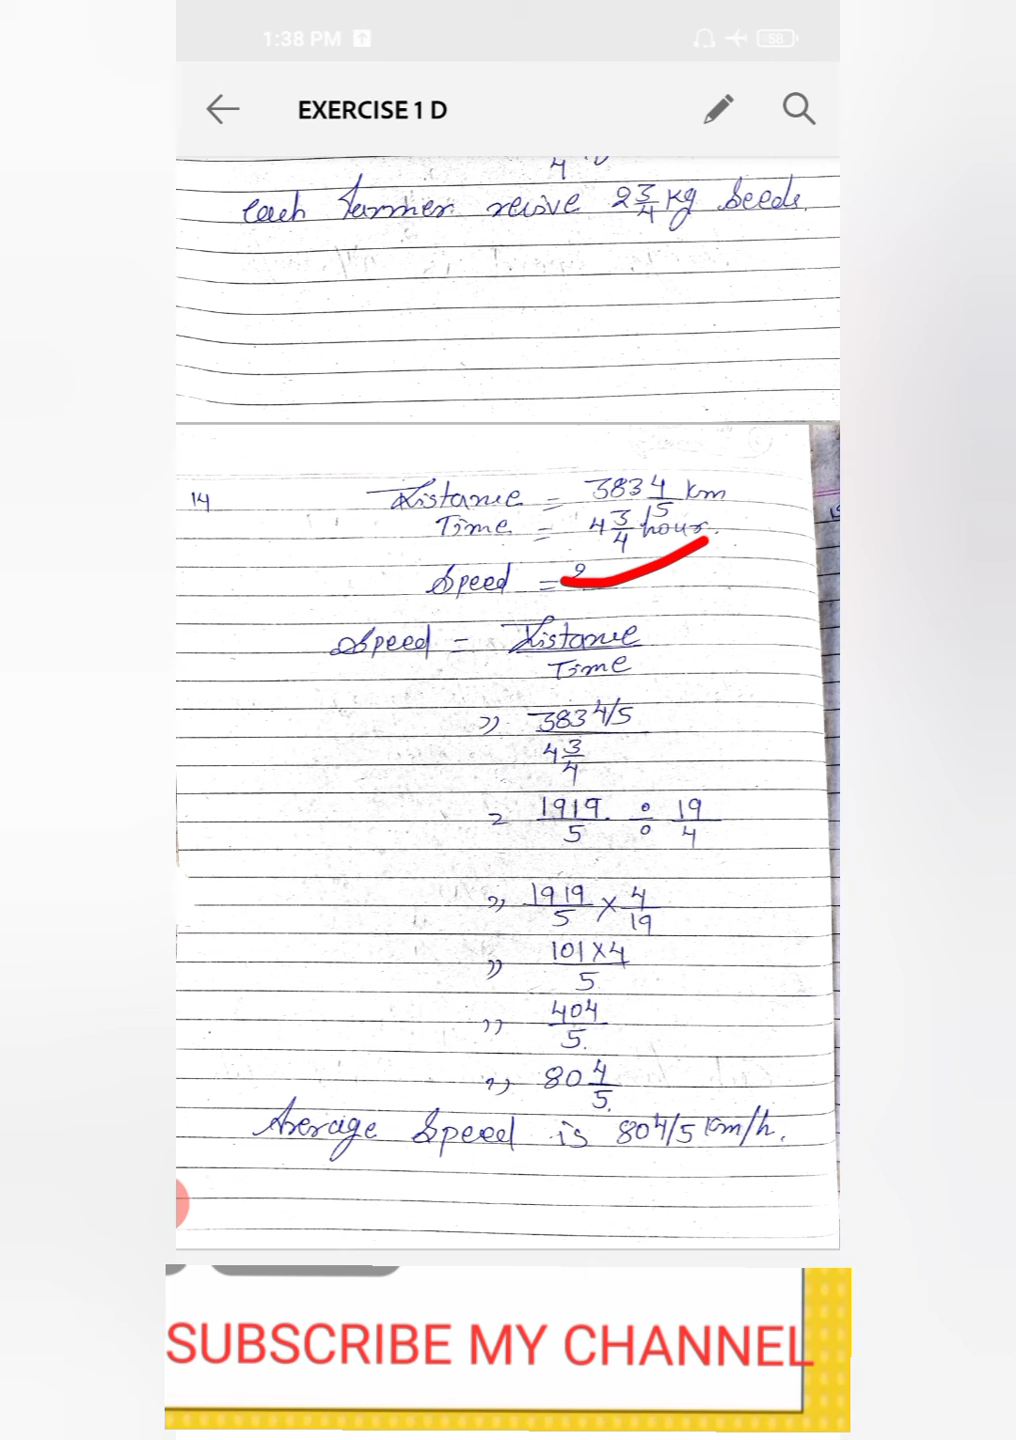 1:38 PM
58
EXERCISE 1 D
4
each farmer recive 2 3/4 kg Seeds.
14
Distance = 383 4/5 km
Time = 4 3/4 hour.
Speed = ?
Speed = Distance/Time
" 383 4/5 / 4 3/4
= 1919/5 ÷ 19/4
" 1919/5 × 4/19
" 101×4/5
" 404/5.
" 80 4/5.
Average Speed is 80 4/5 km/h.
SUBSCRIBE MY CHANNEL